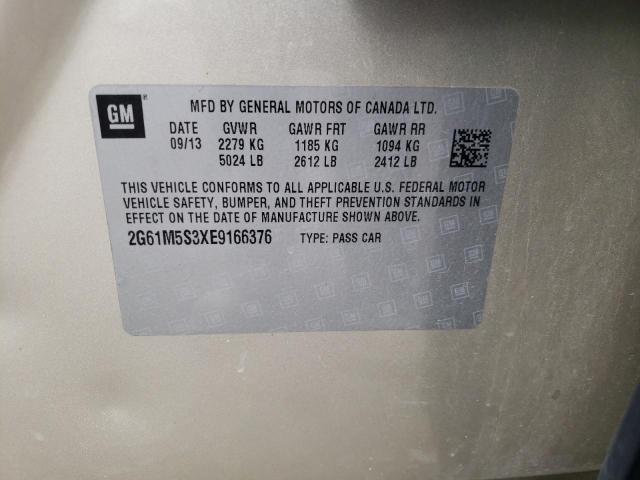 GM
MFD BY GENERAL MOTORS OF CANADA LTD.
DATE GVWR GAWR FRT GAWR RR
09/13 2279 KG 1185 KG 1094 KG
5024 LB 2612 LB 2412 LB
THIS VEHICLE CONFORMS TO ALL APPLICABLE U.S. FEDERAL MOTOR
VEHICLE SAFETY, BUMPER, AND THEFT PREVENTION STANDARDS IN
EFFECT ON THE DATE OF MANUFACTURE SHOWN ABOVE.
2G61M5S3XE9166376 TYPE: PASS CAR